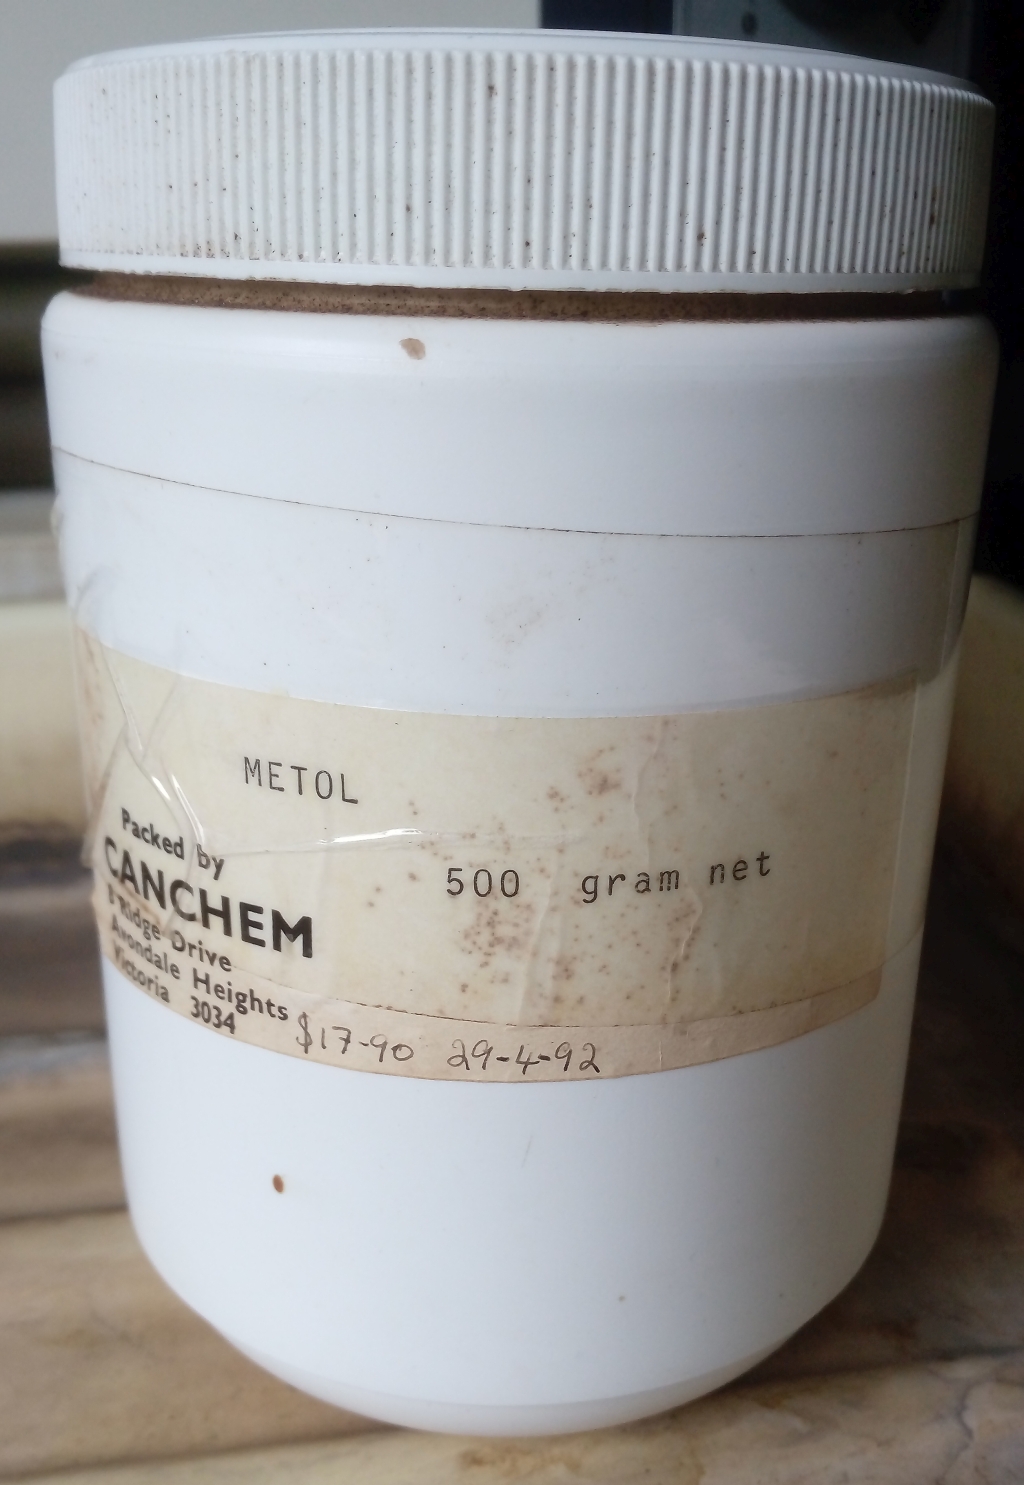 METOL
500 gram net
Packed by
CANCHEM
Ridge Drive
Avondale Heights
Victoria 3034
$17-90 29-4-92